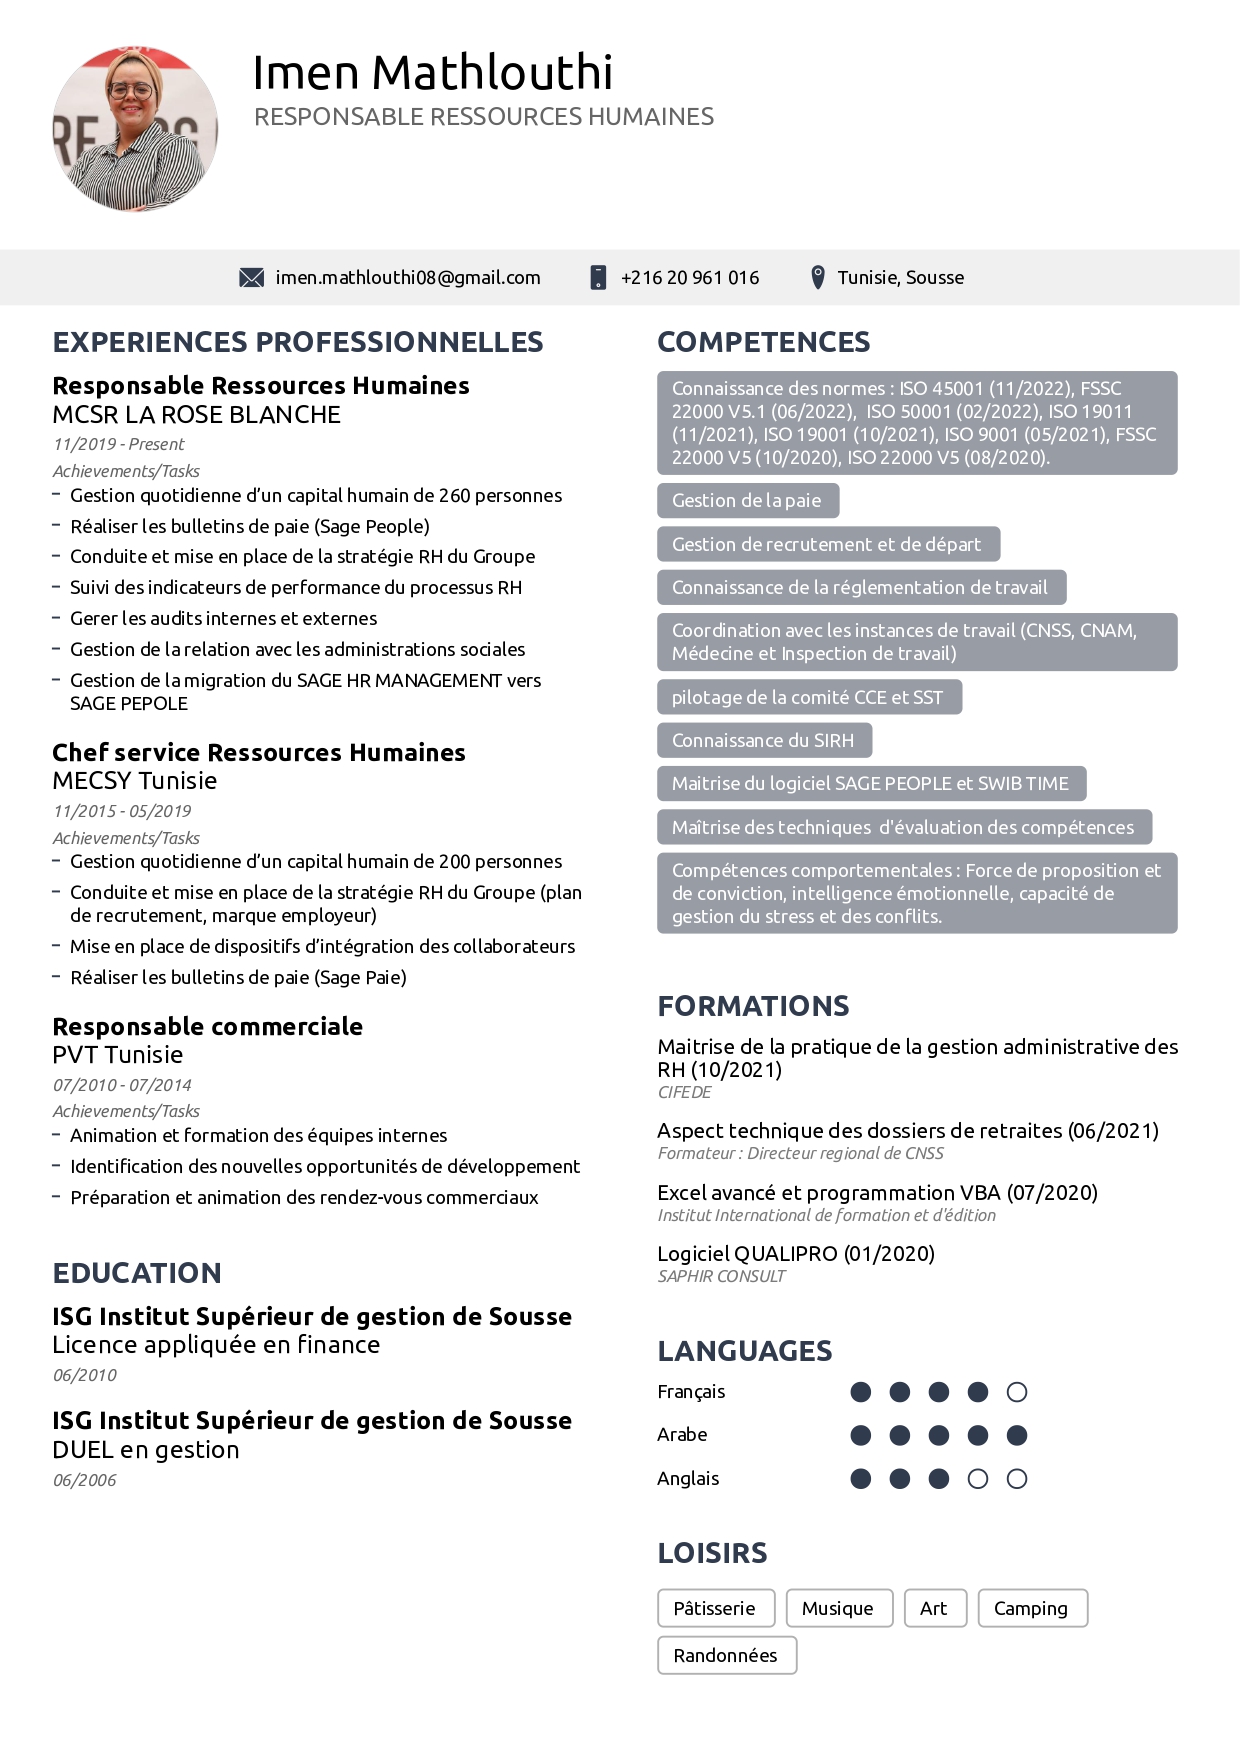 Imen Mathlouthi
RESPONSABLE RESSOURCES HUMAINES
imen.mathlouthi08@gmail.com
+216 20 961 016
Tunisie, Sousse
EXPERIENCES PROFESSIONNELLES
Responsable Ressources Humaines
MCSR LA ROSE BLANCHE
11/2019 - Present
Achievements/Tasks
– Gestion quotidienne d’un capital humain de 260 personnes
– Réaliser les bulletins de paie (Sage People)
– Conduite et mise en place de la stratégie RH du Groupe
– Suivi des indicateurs de performance du processus RH
– Gerer les audits internes et externes
– Gestion de la relation avec les administrations sociales
– Gestion de la migration du SAGE HR MANAGEMENT vers
SAGE PEPOLE
Chef service Ressources Humaines
MECSY Tunisie
11/2015 - 05/2019
Achievements/Tasks
– Gestion quotidienne d’un capital humain de 200 personnes
– Conduite et mise en place de la stratégie RH du Groupe (plan
de recrutement, marque employeur)
– Mise en place de dispositifs d’intégration des collaborateurs
– Réaliser les bulletins de paie (Sage Paie)
Responsable commerciale
PVT Tunisie
07/2010 - 07/2014
Achievements/Tasks
– Animation et formation des équipes internes
– Identification des nouvelles opportunités de développement
– Préparation et animation des rendez-vous commerciaux
EDUCATION
ISG Institut Supérieur de gestion de Sousse
Licence appliquée en finance
06/2010
ISG Institut Supérieur de gestion de Sousse
DUEL en gestion
06/2006
COMPETENCES
Connaissance des normes : ISO 45001 (11/2022), FSSC
22000 V5.1 (06/2022),  ISO 50001 (02/2022), ISO 19011
(11/2021), ISO 19001 (10/2021), ISO 9001 (05/2021), FSSC
22000 V5 (10/2020), ISO 22000 V5 (08/2020).
Gestion de la paie
Gestion de recrutement et de départ
Connaissance de la réglementation de travail
Coordination avec les instances de travail (CNSS, CNAM,
Médecine et Inspection de travail)
pilotage de la comité CCE et SST
Connaissance du SIRH
Maitrise du logiciel SAGE PEOPLE et SWIB TIME
Maîtrise des techniques  d'évaluation des compétences
Compétences comportementales : Force de proposition et
de conviction, intelligence émotionnelle, capacité de
gestion du stress et des conflits.
FORMATIONS
Maitrise de la pratique de la gestion administrative des
RH (10/2021)
CIFEDE
Aspect technique des dossiers de retraites (06/2021)
Formateur : Directeur regional de CNSS
Excel avancé et programmation VBA (07/2020)
Institut International de formation et d'édition
Logiciel QUALIPRO (01/2020)
SAPHIR CONSULT
LANGUAGES
Français
Arabe
Anglais
LOISIRS
Pâtisserie
Musique
Art
Camping
Randonnées